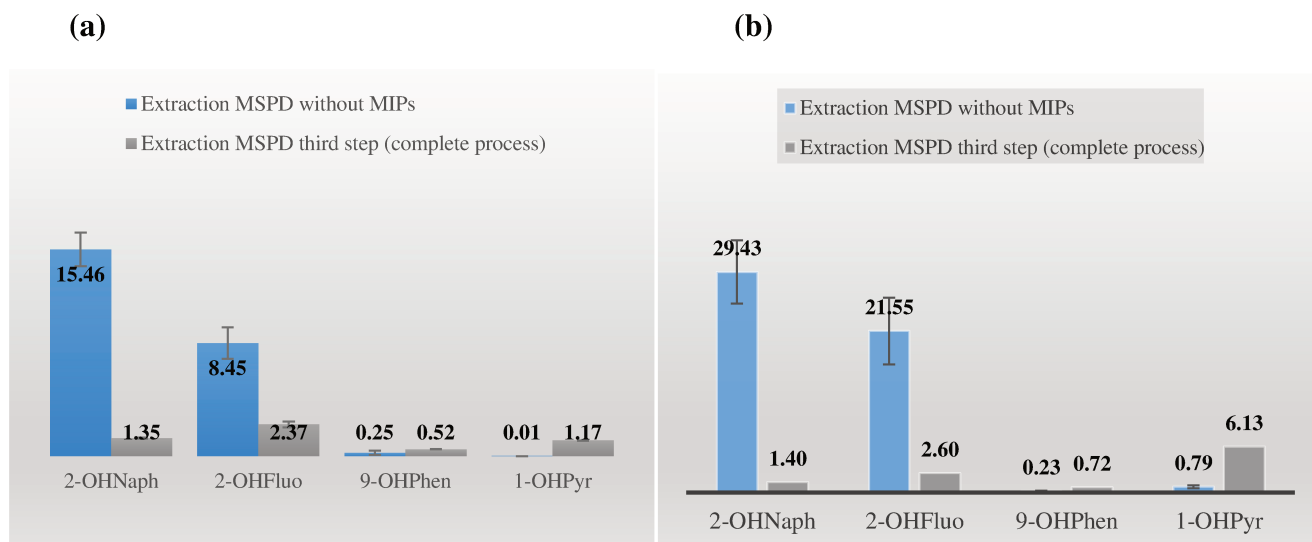 (a)
Extraction MSPD without MIPs
Extraction MSPD third step (complete process)
15.46
1.35
8.45
2.37
0.25
0.52
0.01
1.17
2-OHNaph
2-OHFluo
9-OHPhen
1-OHPyr
(b)
Extraction MSPD without MIPs
Extraction MSPD third step (complete process)
29.43
1.40
21.55
2.60
0.23
0.72
0.79
6.13
2-OHNaph
2-OHFluo
9-OHPhen
1-OHPyr